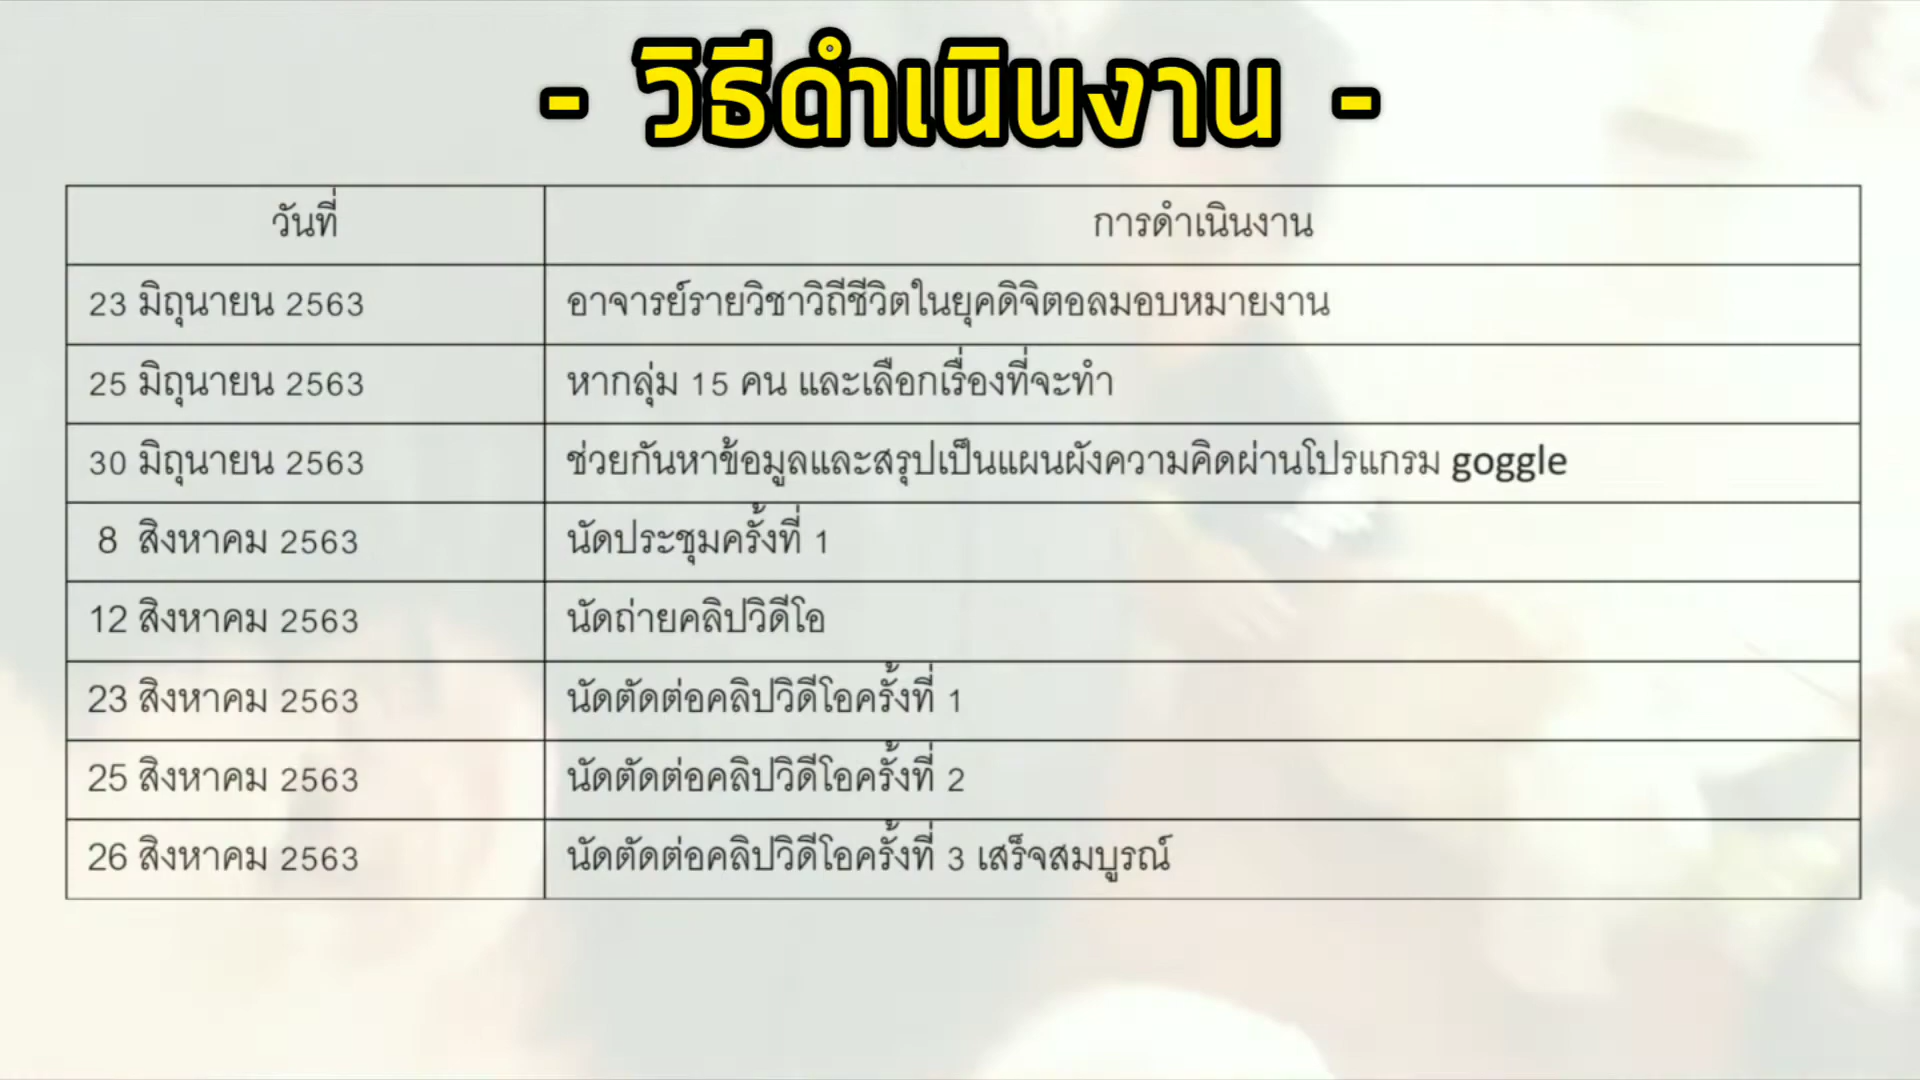 - วิธีดำเนินงาน -
วันที่ การดำเนินงาน
23 มิถุนายน 2563 อาจารย์รายวิชาวิถีชีวิตในยุคดิจิตอลมอบหมายงาน
25 มิถุนายน 2563 หากลุ่ม 15 คน และเลือกเรื่องที่จะทำ
30 มิถุนายน 2563 ช่วยกันหาข้อมูลและสรุปเป็นแผนผังความคิดผ่านโปรแกรม goggle
8 สิงหาคม 2563 นัดประชุมครั้งที่ 1
12 สิงหาคม 2563 นัดถ่ายคลิปวิดีโอ
23 สิงหาคม 2563 นัดตัดต่อคลิปวิดีโอครั้งที่ 1
25 สิงหาคม 2563 นัดตัดต่อคลิปวิดีโอครั้งที่ 2
26 สิงหาคม 2563 นัดตัดต่อคลิปวิดีโอครั้งที่ 3 เสร็จสมบูรณ์